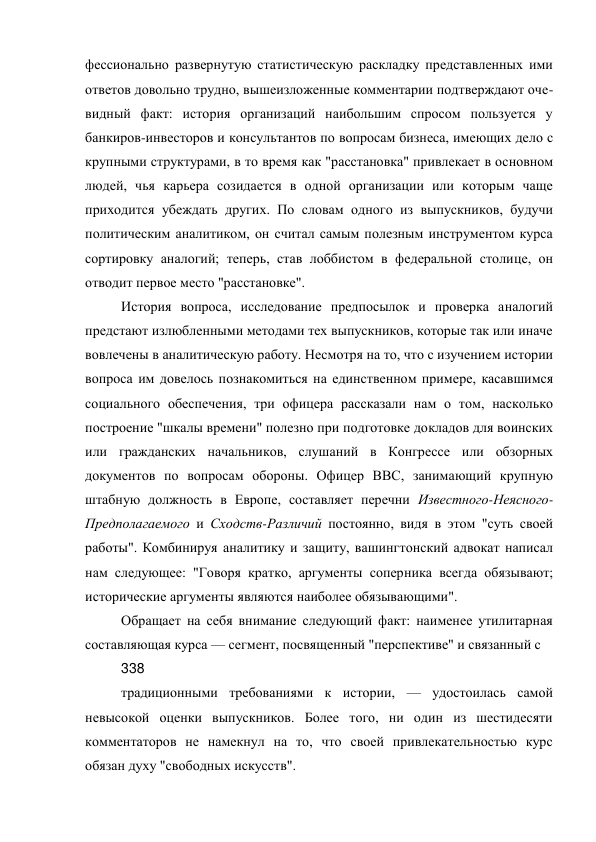 фессионально развернутую статистическую раскладку представленных ими
ответов довольно трудно, вышеизложенные комментарии подтверждают оче-
видный факт: история организаций наибольшим спросом пользуется у
банкиров-инвесторов и консультантов по вопросам бизнеса, имеющих дело с
крупными структурами, в то время как "расстановка" привлекает в основном
людей, чья карьера созидается в одной организации или которым чаще
приходится убеждать других. По словам одного из выпускников, будучи
политическим аналитиком, он считал самым полезным инструментом курса
сортировку аналогий; теперь, став лоббистом в федеральной столице, он
отводит первое место "расстановке".
История вопроса, исследование предпосылок и проверка аналогий
предстают излюбленными методами тех выпускников, которые так или иначе
вовлечены в аналитическую работу. Несмотря на то, что с изучением истории
вопроса им довелось познакомиться на единственном примере, касавшимся
социального обеспечения, три офицера рассказали нам о том, насколько
построение "шкалы времени" полезно при подготовке докладов для воинских
или гражданских начальников, слушаний в Конгрессе или обзорных
документов по вопросам обороны. Офицер ВВС, занимающий крупную
штабную должность в Европе, составляет перечни Известного-Неясного-
Предполагаемого и Сходств-Различий постоянно, видя в этом "суть своей
работы". Комбинируя аналитику и защиту, вашингтонский адвокат написал
нам следующее: "Говоря кратко, аргументы соперника всегда обязывают;
исторические аргументы являются наиболее обязывающими".
Обращает на себя внимание следующий факт: наименее утилитарная
составляющая курса — сегмент, посвященный "перспективе" и связанный с
338
традиционными требованиями к истории, — удостоилась самой
невысокой оценки выпускников. Более того, ни один из шестидесяти
комментаторов не намекнул на то, что своей привлекательностью курс
обязан духу "свободных искусств".